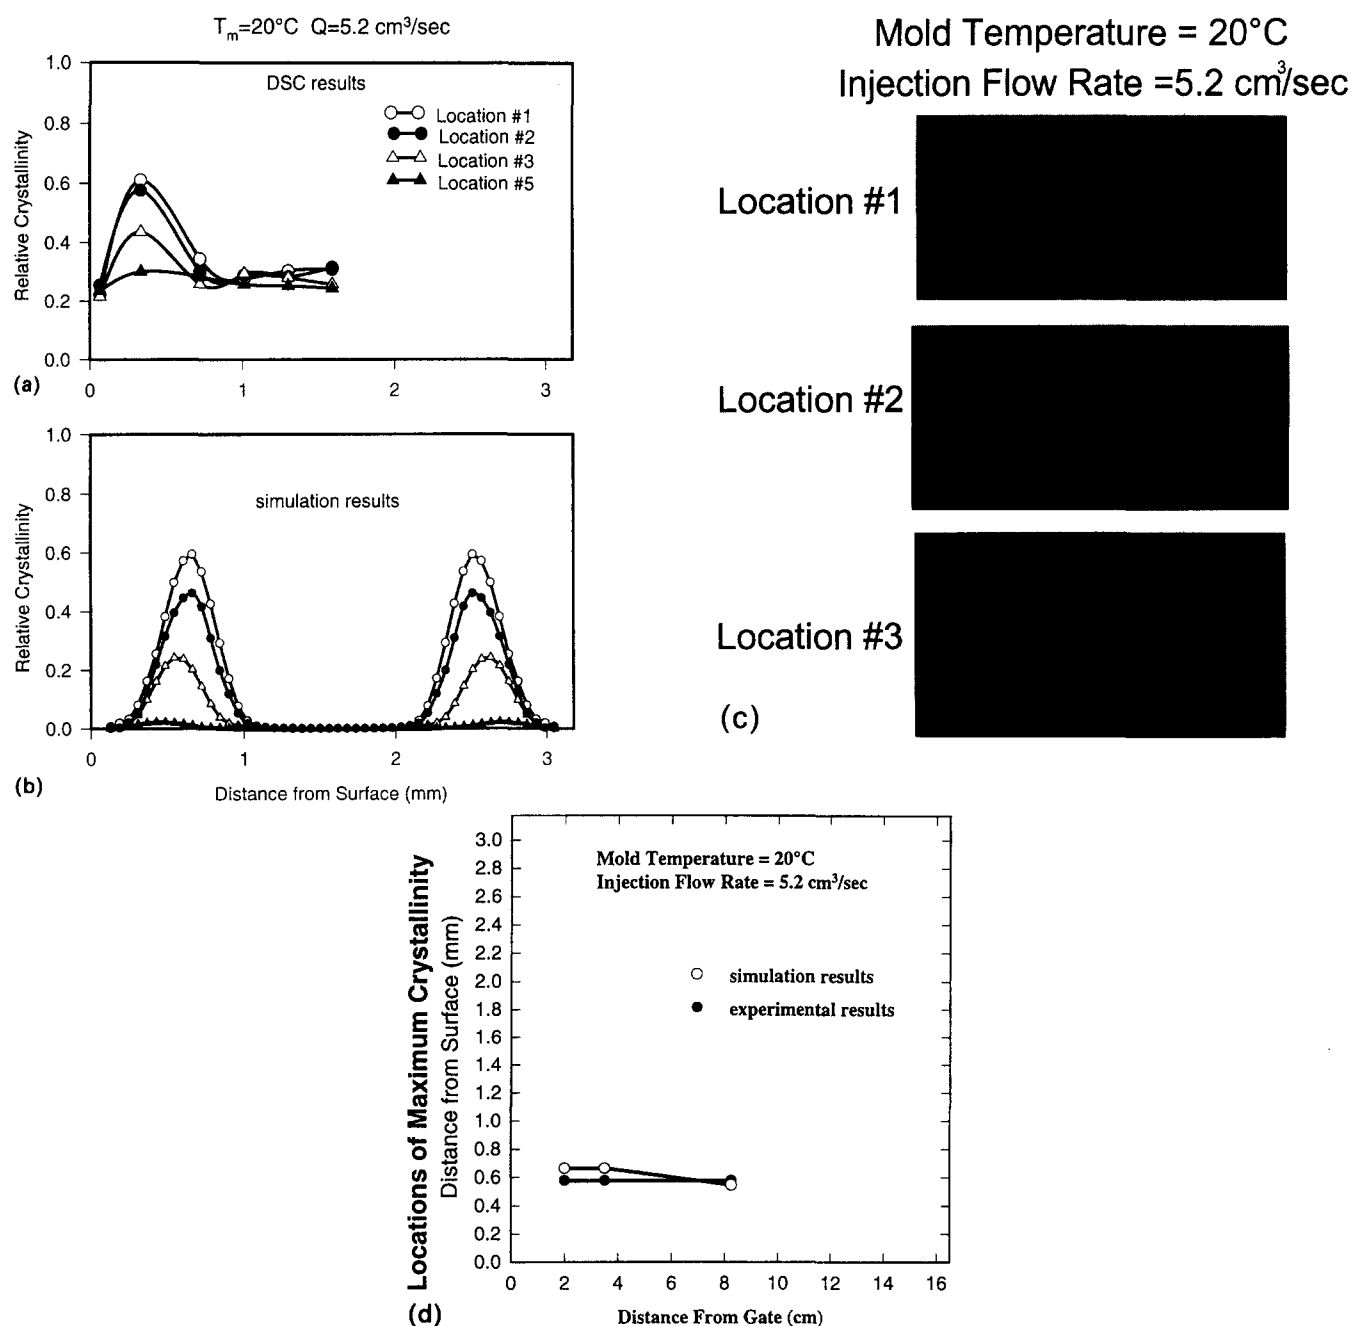 T_m=20°C Q=5.2 cm³/sec
1.0
DSC results
Location #1
Location #2
Location #3
Location #5
0.8
0.6
0.4
0.2
0.0
Relative Crystallinity
(a)
0
1
2
3
1.0
simulation results
0.8
0.6
0.4
0.2
0.0
Relative Crystallinity
0
1
2
3
(b)
Distance from Surface (mm)
Mold Temperature = 20°C
Injection Flow Rate =5.2 cm³/sec
Location #1
Location #2
Location #3
(c)
Locations of Maximum Crystallinity
Distance from Surface (mm)
3.0
2.8
2.6
2.4
2.2
2.0
1.8
1.6
1.4
1.2
1.0
0.8
0.6
0.4
0.2
0.0
Mold Temperature = 20°C
Injection Flow Rate = 5.2 cm³/sec
simulation results
experimental results
0
2
4
6
8
10
12
14
16
(d)
Distance From Gate (cm)